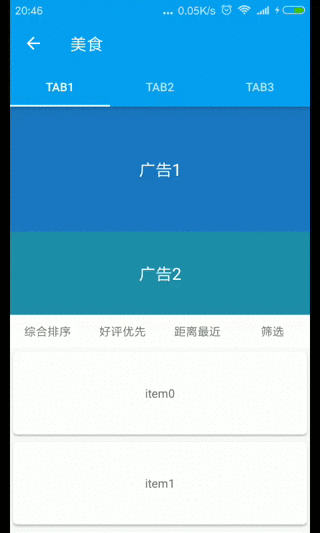 20:46 ... 0.05K/s
美食
TAB1 TAB2 TAB3
广告1
广告2
综合排序 好评优先 距离最近 筛选
item0
item1